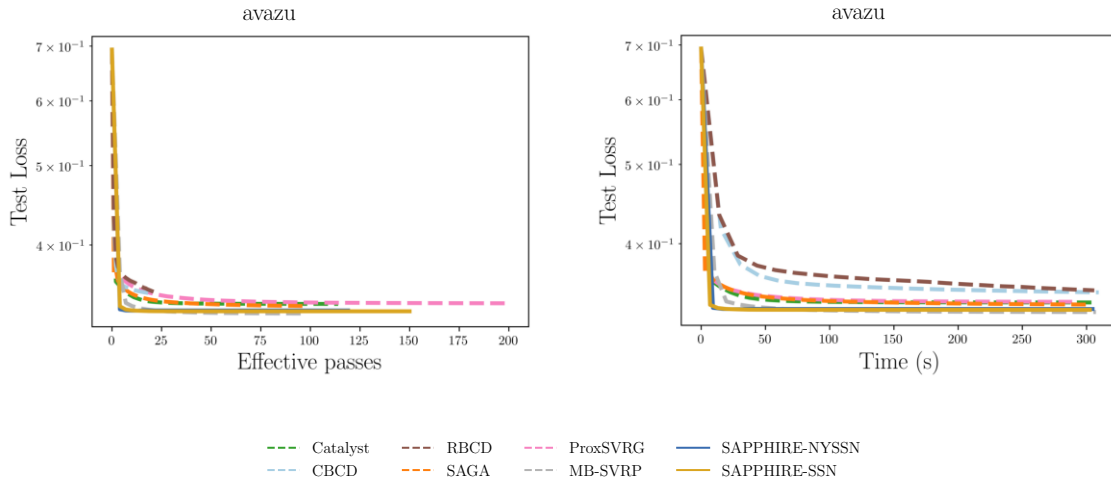 avazu
7 × 10⁻¹
6 × 10⁻¹
5 × 10⁻¹
4 × 10⁻¹
Test Loss
0 25 50 75 100 125 150 175 200
Effective passes
avazu
7 × 10⁻¹
6 × 10⁻¹
5 × 10⁻¹
4 × 10⁻¹
Test Loss
0 50 100 150 200 250 300
Time (s)
Catalyst RBCD ProxSVRG SAPPHIRE-NYSSN
CBCD SAGA MB-SVRP SAPPHIRE-SSN